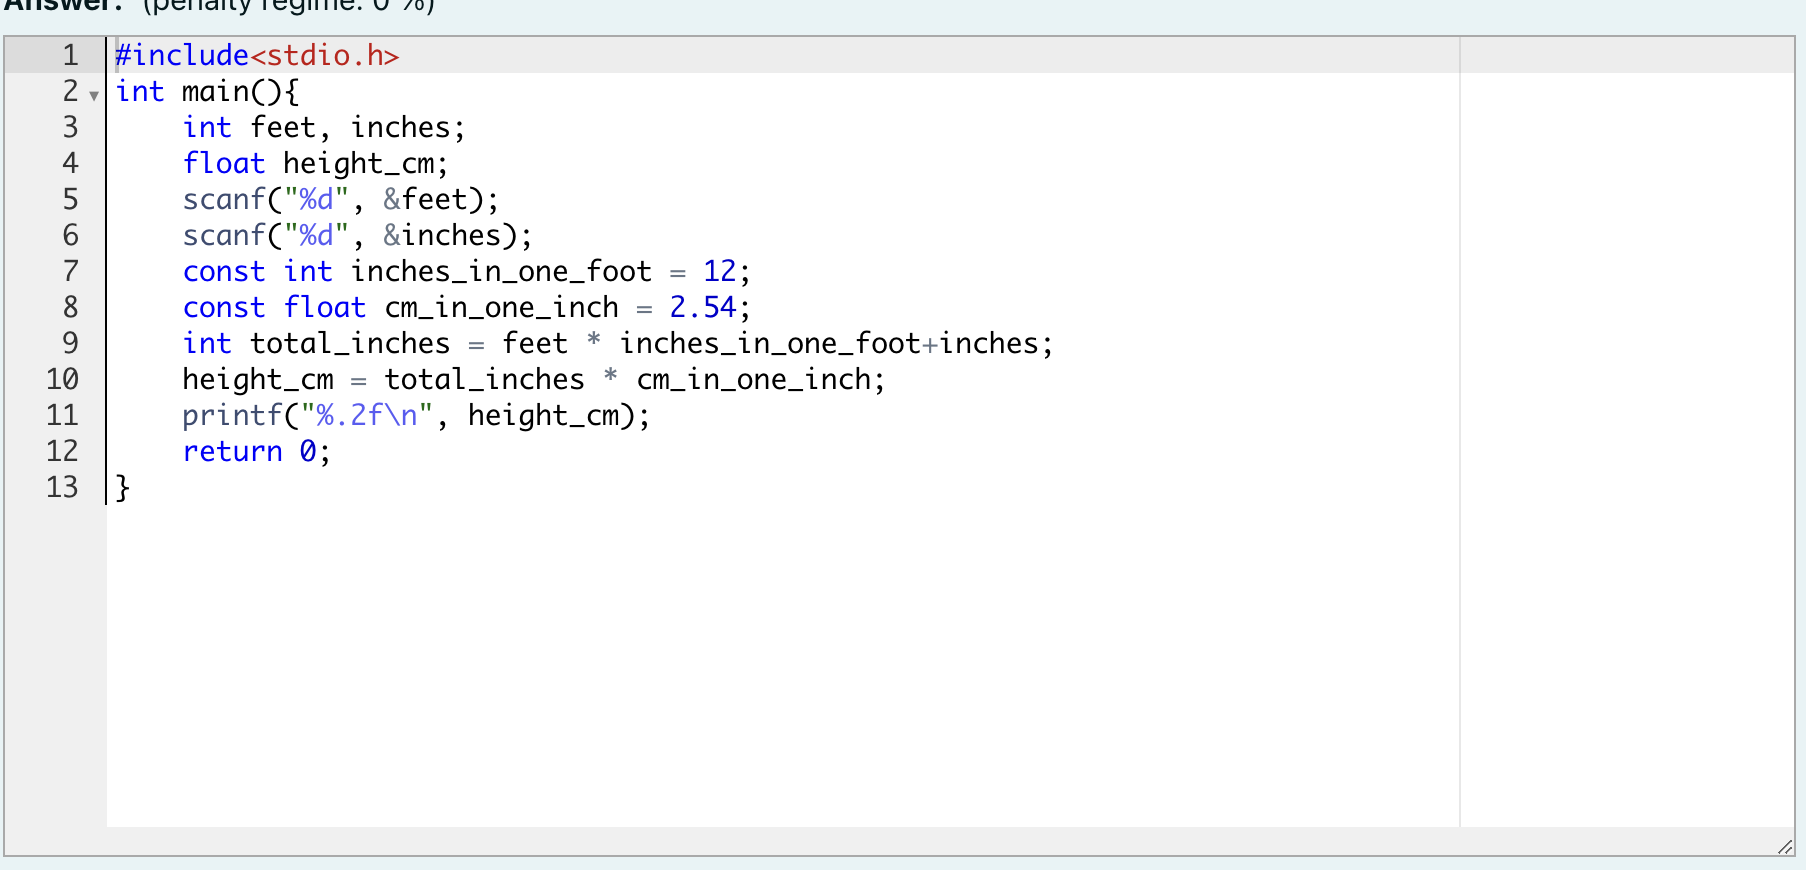 Answer: (penalty regime: 0 %)
1 #include<stdio.h>
2 int main(){
3     int feet, inches;
4     float height_cm;
5     scanf("%d", &feet);
6     scanf("%d", &inches);
7     const int inches_in_one_foot = 12;
8     const float cm_in_one_inch = 2.54;
9     int total_inches = feet * inches_in_one_foot+inches;
10     height_cm = total_inches * cm_in_one_inch;
11     printf("%.2f\n", height_cm);
12     return 0;
13 }